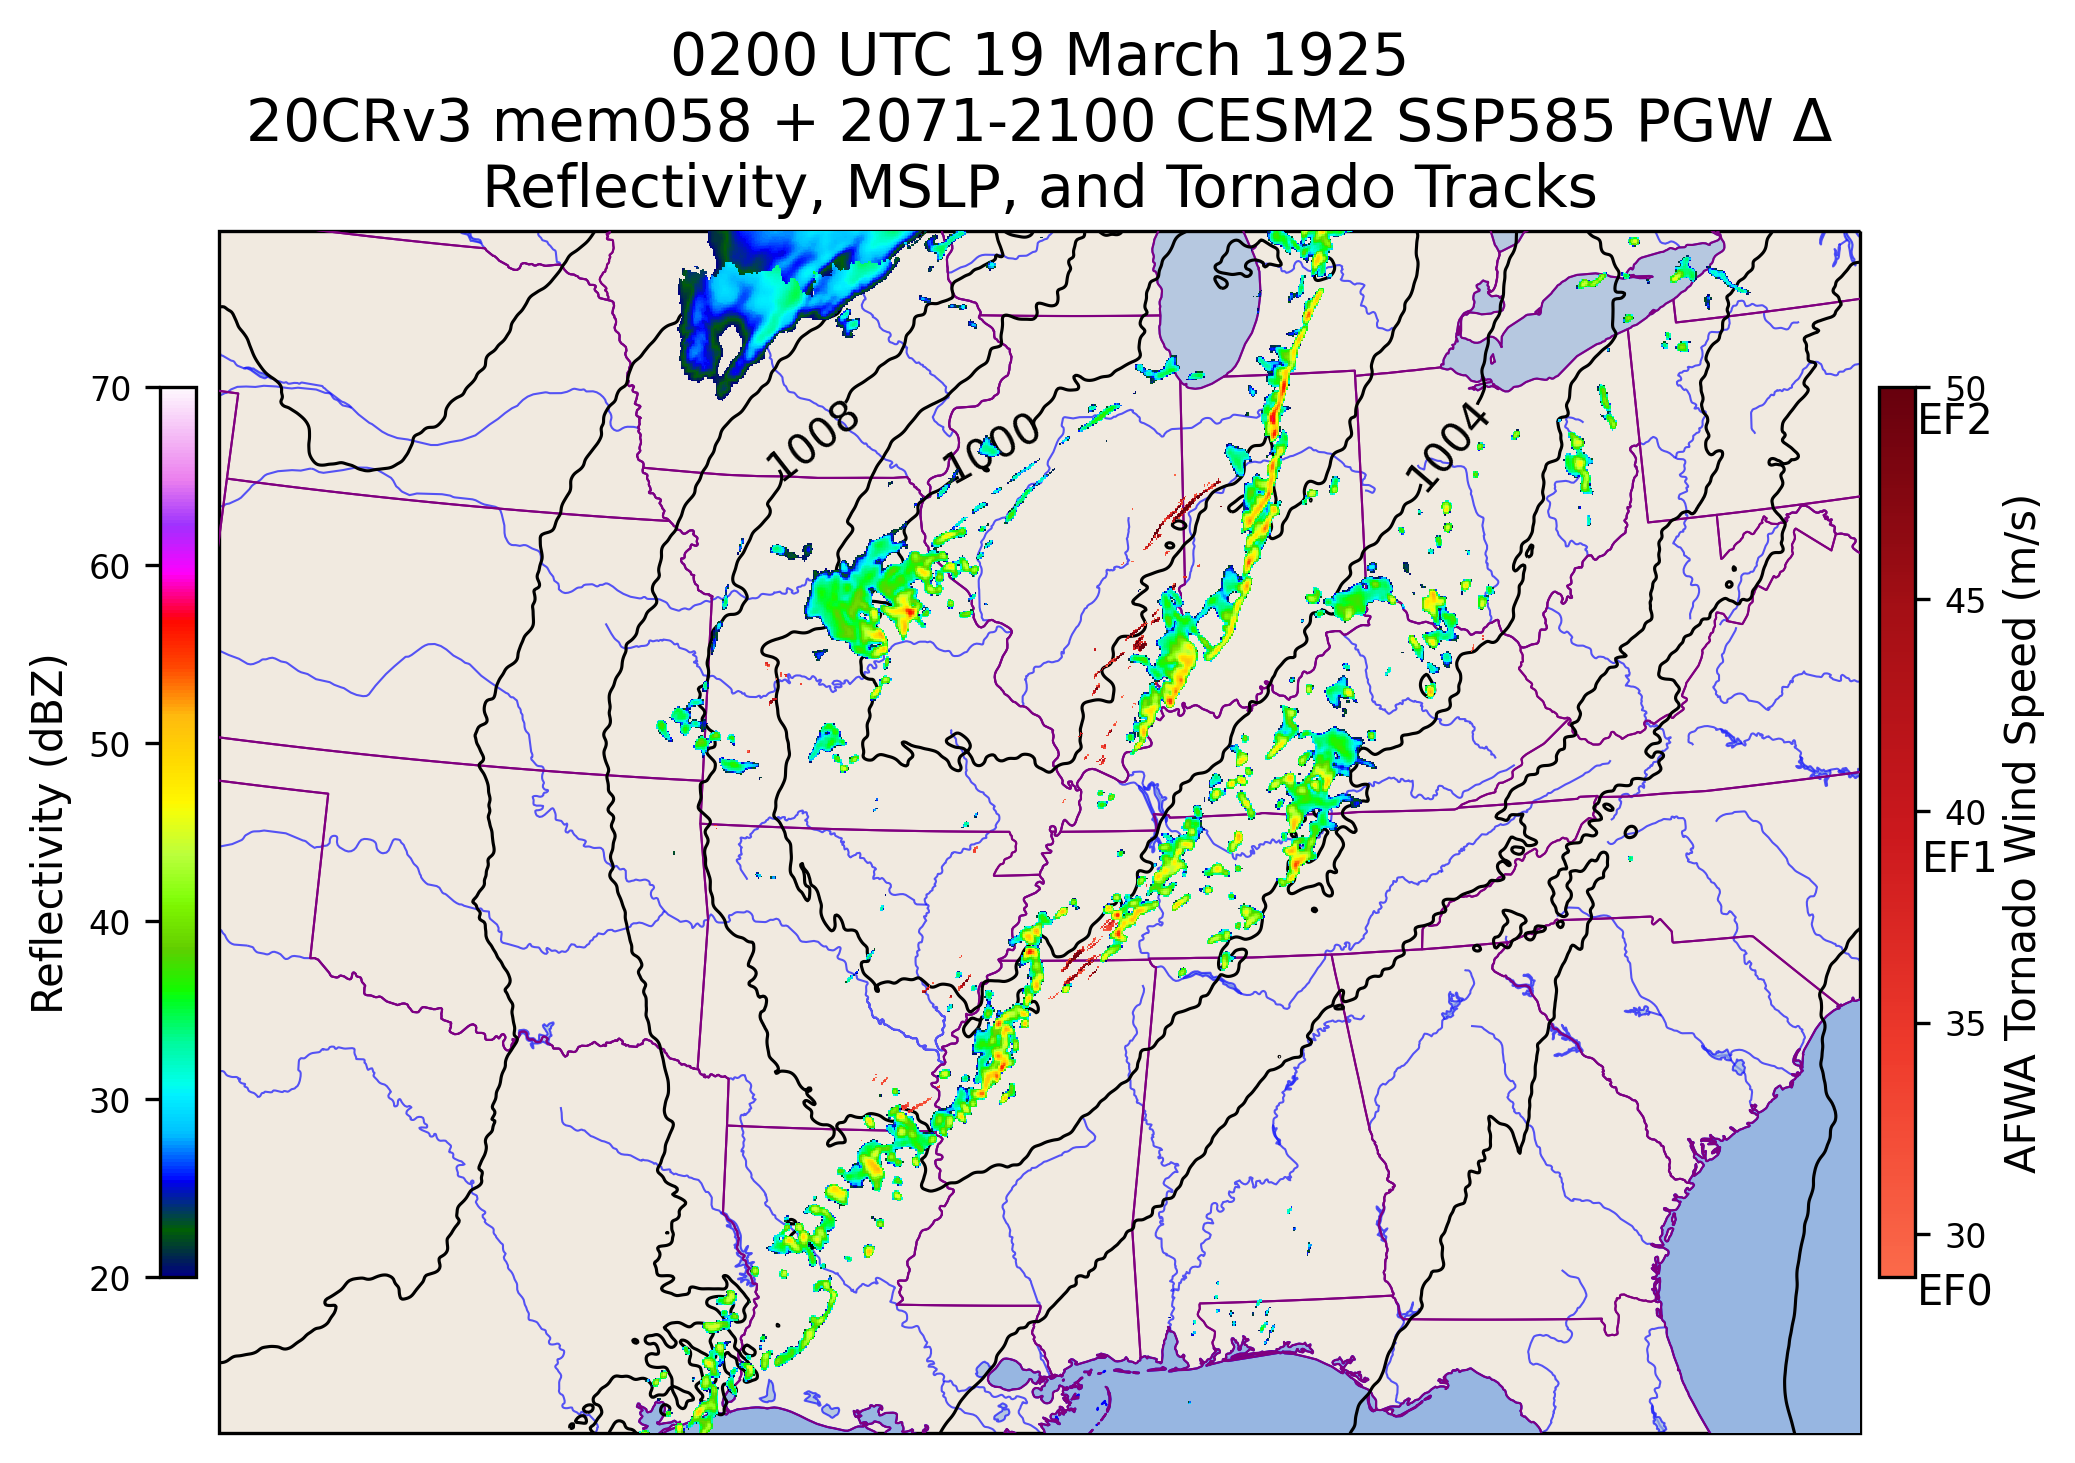 0200 UTC 19 March 1925
20CRv3 mem058 + 2071-2100 CESM2 SSP585 PGW Δ
Reflectivity, MSLP, and Tornado Tracks
70
60
50
40
30
20
Reflectivity (dBZ)
1008
1000
1004
50
EF2
45
40
EF1
35
30
EF0
AFWA Tornado Wind Speed (m/s)